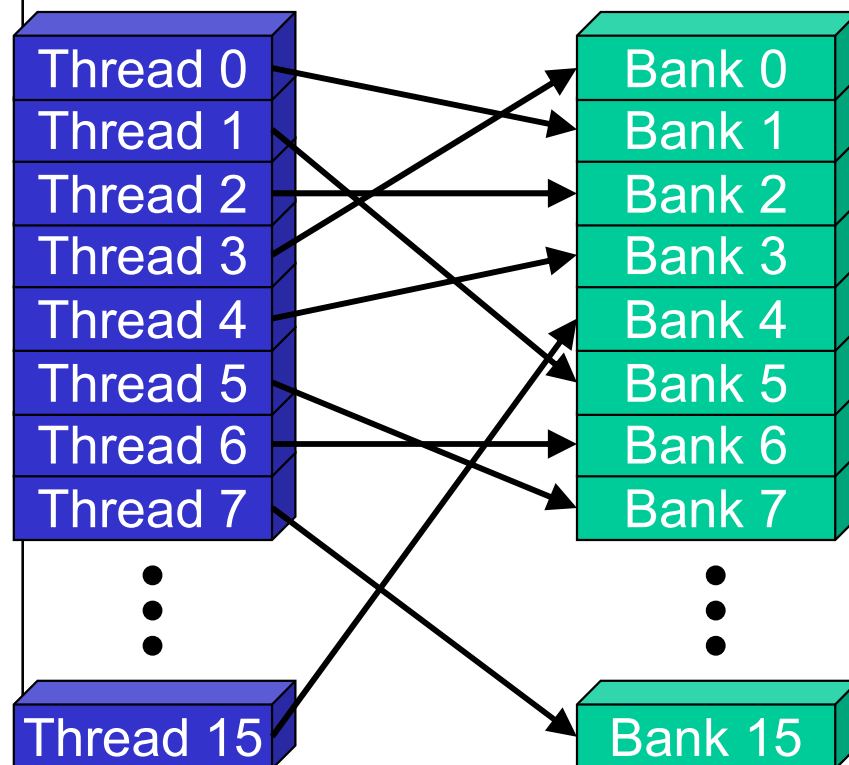 Thread 0
Thread 1
Thread 2
Thread 3
Thread 4
Thread 5
Thread 6
Thread 7
Thread 15
Bank 0
Bank 1
Bank 2
Bank 3
Bank 4
Bank 5
Bank 6
Bank 7
Bank 15